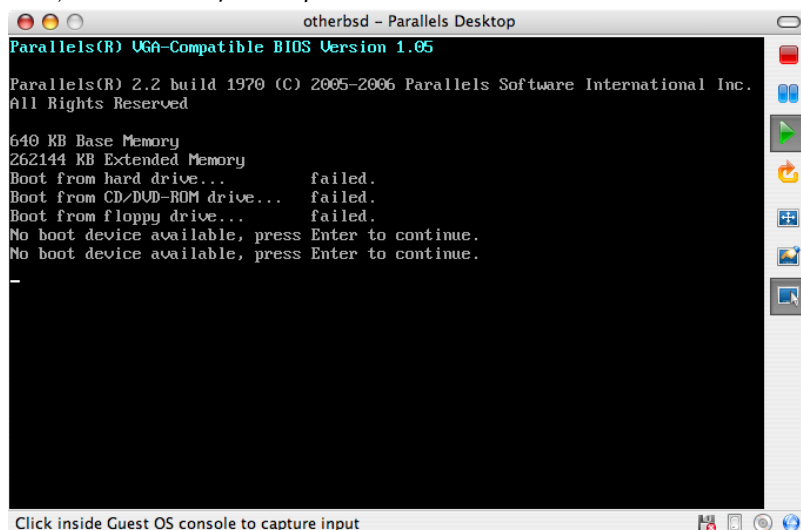 otherbsd – Parallels Desktop
Parallels(R) VGA-Compatible BIOS Version 1.05
Parallels(R) 2.2 build 1970 (C) 2005-2006 Parallels Software International Inc.
All Rights Reserved
640 KB Base Memory
262144 KB Extended Memory
Boot from hard drive... failed.
Boot from CD/DVD-ROM drive... failed.
Boot from floppy drive... failed.
No boot device available, press Enter to continue.
No boot device available, press Enter to continue.
Click inside Guest OS console to capture input